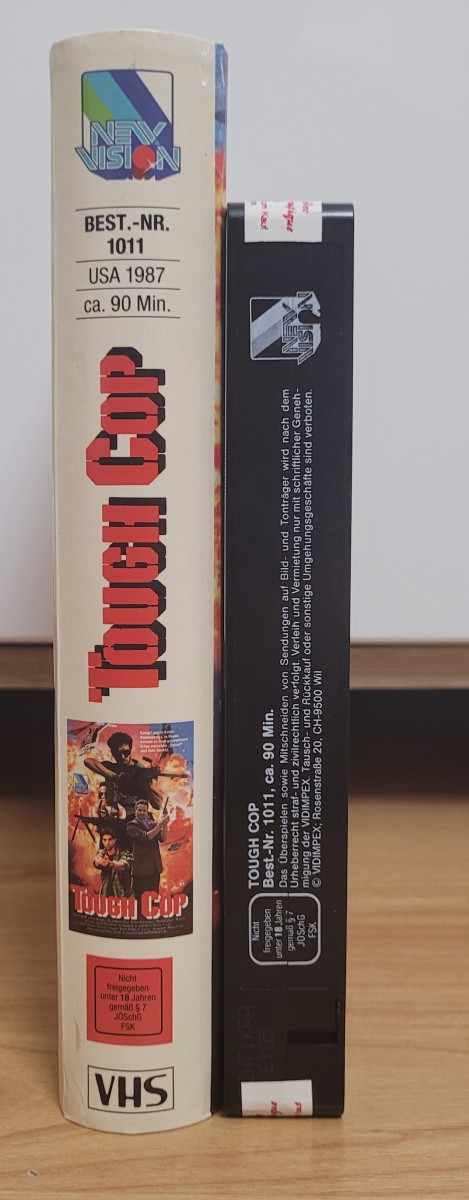 NEW
VISION
BEST.-NR.
1011
USA 1987
ca. 90 Min.
TOUGH COP
TOUGH COP
Nicht
freigegeben
unter 18 Jahren
gemäß § 7
JÖSchG
FSK
VHS
NEW
VISION
TOUGH COP
Best.-Nr. 1011, ca. 90 Min.
Das Überspielen sowie Mitschneiden von Sendungen auf Bild- und Tonträger wird nach dem
Urheberrecht straf- und zivilrechtlich verfolgt. Verleih und Vermietung nur mit schriftlicher Geneh-
migung der VIDIMPEX. Tausch- und Rückkauf oder sonstige Umgehungsgeschäfte sind verboten.
© VIDIMPEX; Rosenstraße 20, CH-9500 Wil
Nicht
freigegeben
unter 18 Jahren
gemäß § 7
JÖSchG
FSK